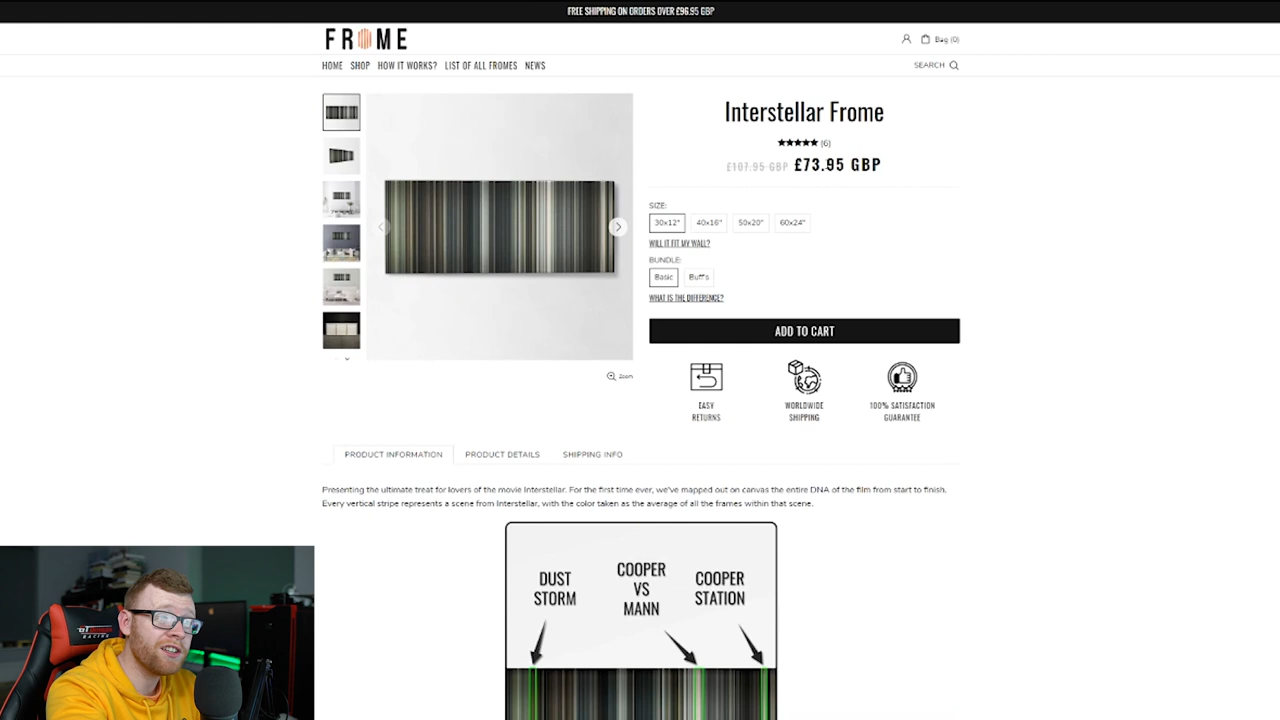 FREE SHIPPING ON ORDERS OVER £96.95 GBP
FROME
Bag (0)
HOME SHOP HOW IT WORKS? LIST OF ALL FROMES NEWS
SEARCH
Interstellar Frome
(6)
£107.95 GBP £73.95 GBP
SIZE:
30x12" 40x16" 50x20" 60x24"
WILL IT FIT MY WALL?
BUNDLE:
Basic Buff's
WHAT IS THE DIFFERENCE?
ADD TO CART
Zoom
EASY RETURNS
WORLDWIDE SHIPPING
100% SATISFACTION GUARANTEE
PRODUCT INFORMATION PRODUCT DETAILS SHIPPING INFO
Presenting the ultimate treat for lovers of the movie Interstellar. For the first time ever, we've mapped out on canvas the entire DNA of the film from start to finish.
Every vertical stripe represents a scene from Interstellar, with the color taken as the average of all the frames within that scene.
DUST STORM
COOPER VS MANN
COOPER STATION
GT Omega
RACING